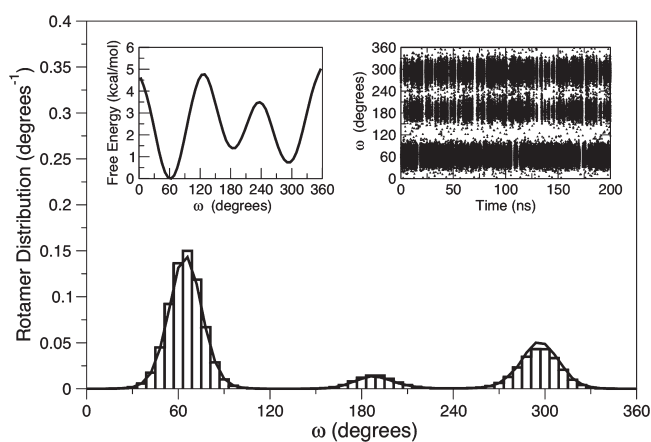 0.4
0.35
0.3
0.25
0.2
0.15
0.1
0.05
0
Rotamer Distribution (degrees⁻¹)
0 60 120 180 240 300 360
ω (degrees)
6
5
4
3
2
1
0
Free Energy (kcal/mol)
0 60 120 180 240 300 360
ω (degrees)
360
300
240
180
120
60
0
ω (degrees)
0 50 100 150 200
Time (ns)